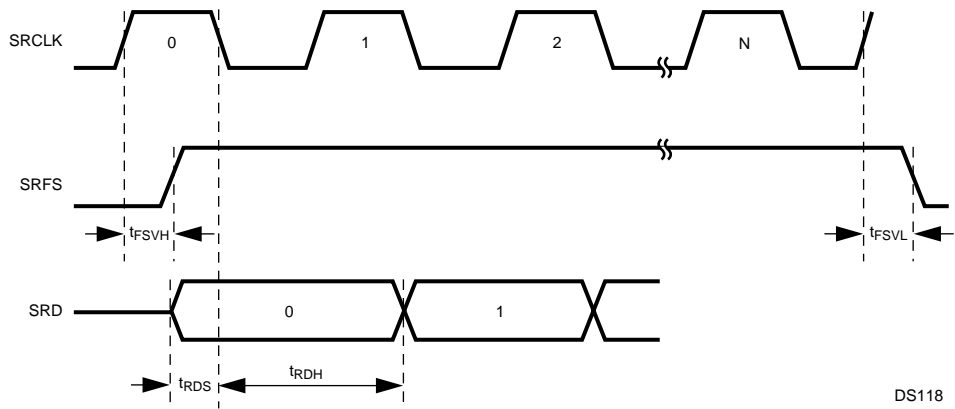 SRCLK
0
1
2
N
SRFS
tFSVH
tFSVL
SRD
0
1
tRDS
tRDH
DS118